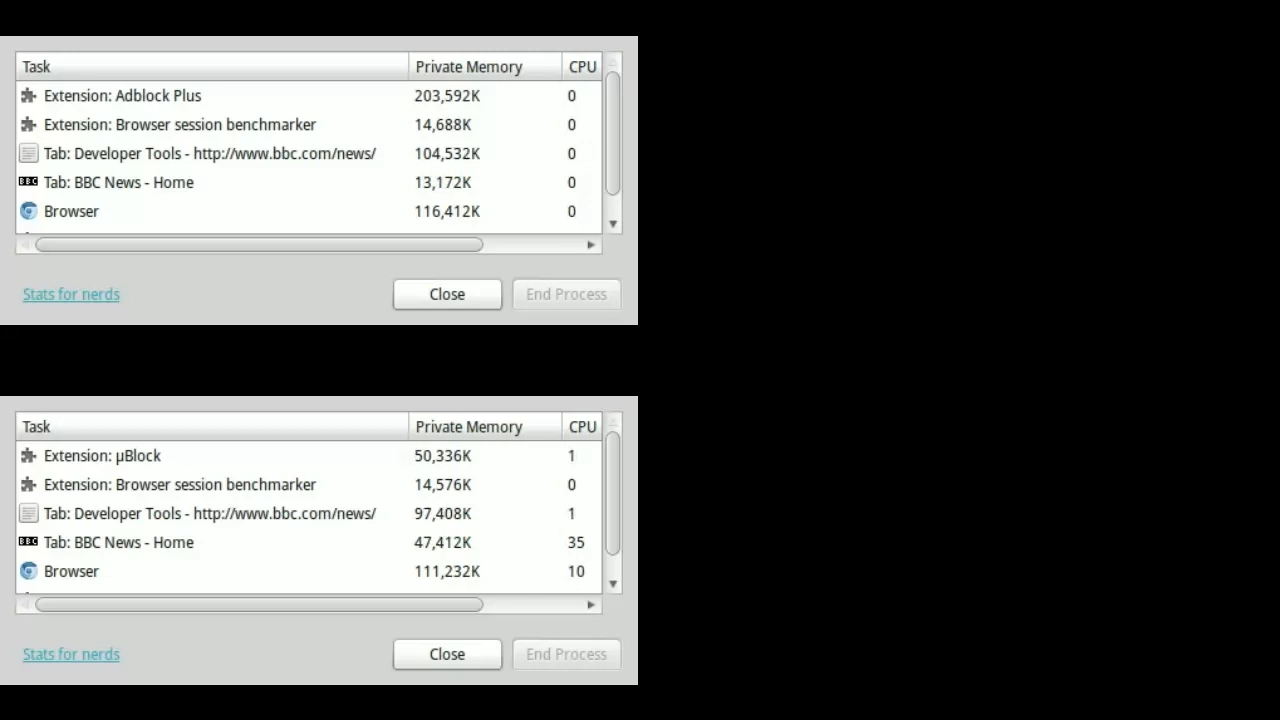 Task Private Memory CPU
Extension: Adblock Plus 203,592K 0
Extension: Browser session benchmarker 14,688K 0
Tab: Developer Tools - http://www.bbc.com/news/ 104,532K 0
BBC Tab: BBC News - Home 13,172K 0
Browser 116,412K 0
Stats for nerds Close End Process
Task Private Memory CPU
Extension: µBlock 50,336K 1
Extension: Browser session benchmarker 14,576K 0
Tab: Developer Tools - http://www.bbc.com/news/ 97,408K 1
BBC Tab: BBC News - Home 47,412K 35
Browser 111,232K 10
Stats for nerds Close End Process